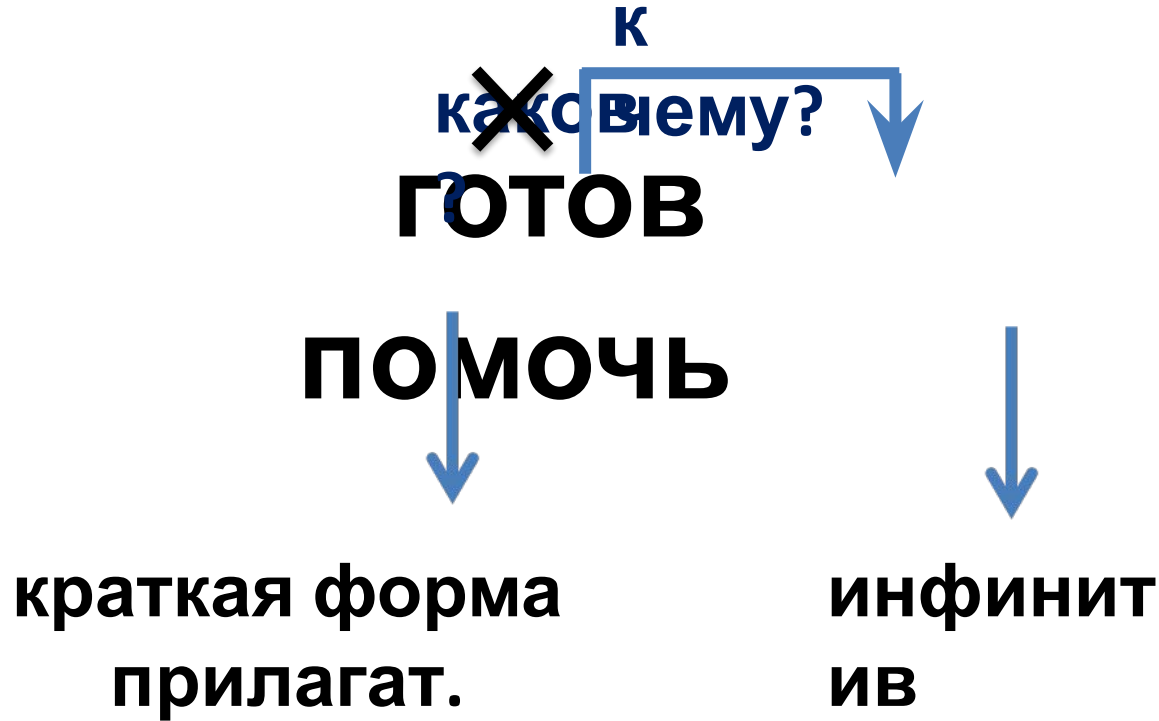 к
каков чему?
?
готов
помочь
краткая форма
прилагат.
инфинит
ив